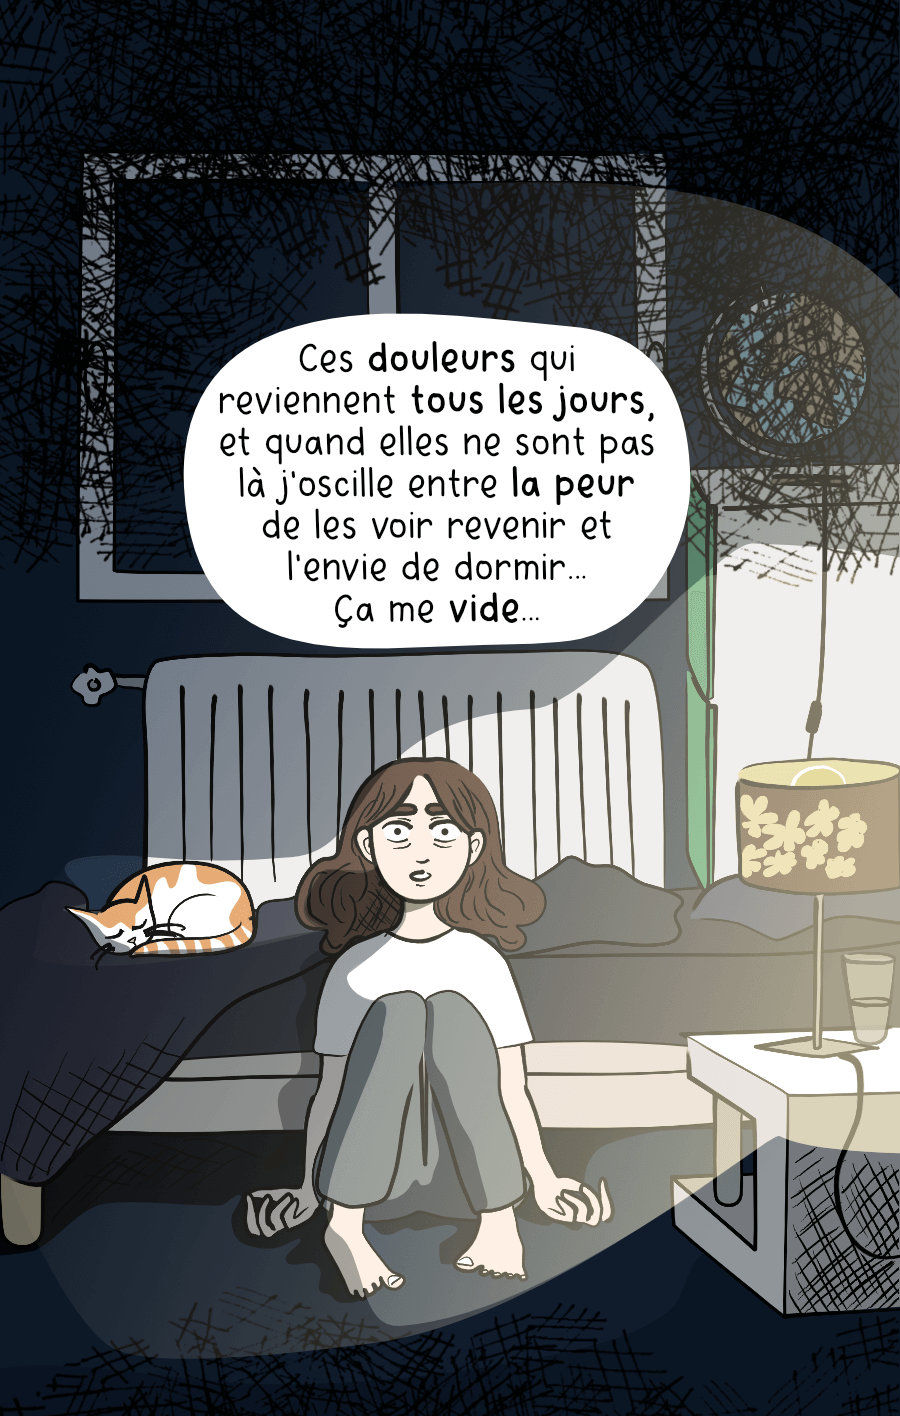 Ces douleurs qui
reviennent tous les jours,
et quand elles ne sont pas
là j'oscille entre la peur
de les voir revenir et
l'envie de dormir...
Ça me vide...